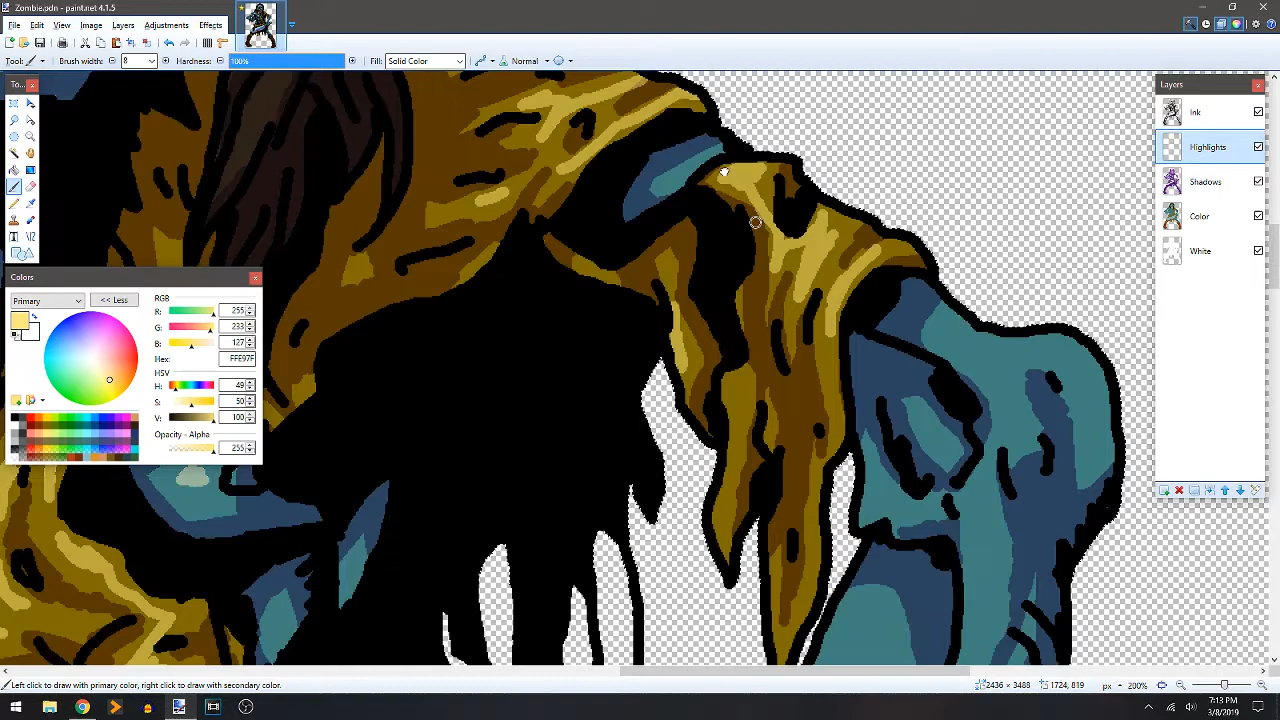 Zombie.pdn - paint.net 4.1.5
File Edit View Image Layers Adjustments Effects
Tool: Brush width: 8 Hardness: 100% Fill: Solid Color Normal
To...
Layers
Ink
Highlights
Shadows
Color
White
Colors
Primary << Less
RGB
R: 255
G: 233
B: 127
Hex: FFE97F
HSV
H: 49
S: 50
V: 100
Opacity - Alpha
255
Left click to draw with primary color, right click to draw with secondary color. 2436 × 3488 1724, 819 px 200%
7:13 PM
3/8/2019